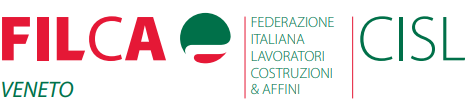 FILCA
VENETO
FEDERAZIONE
ITALIANA
LAVORATORI
COSTRUZIONI
& AFFINI
CISL